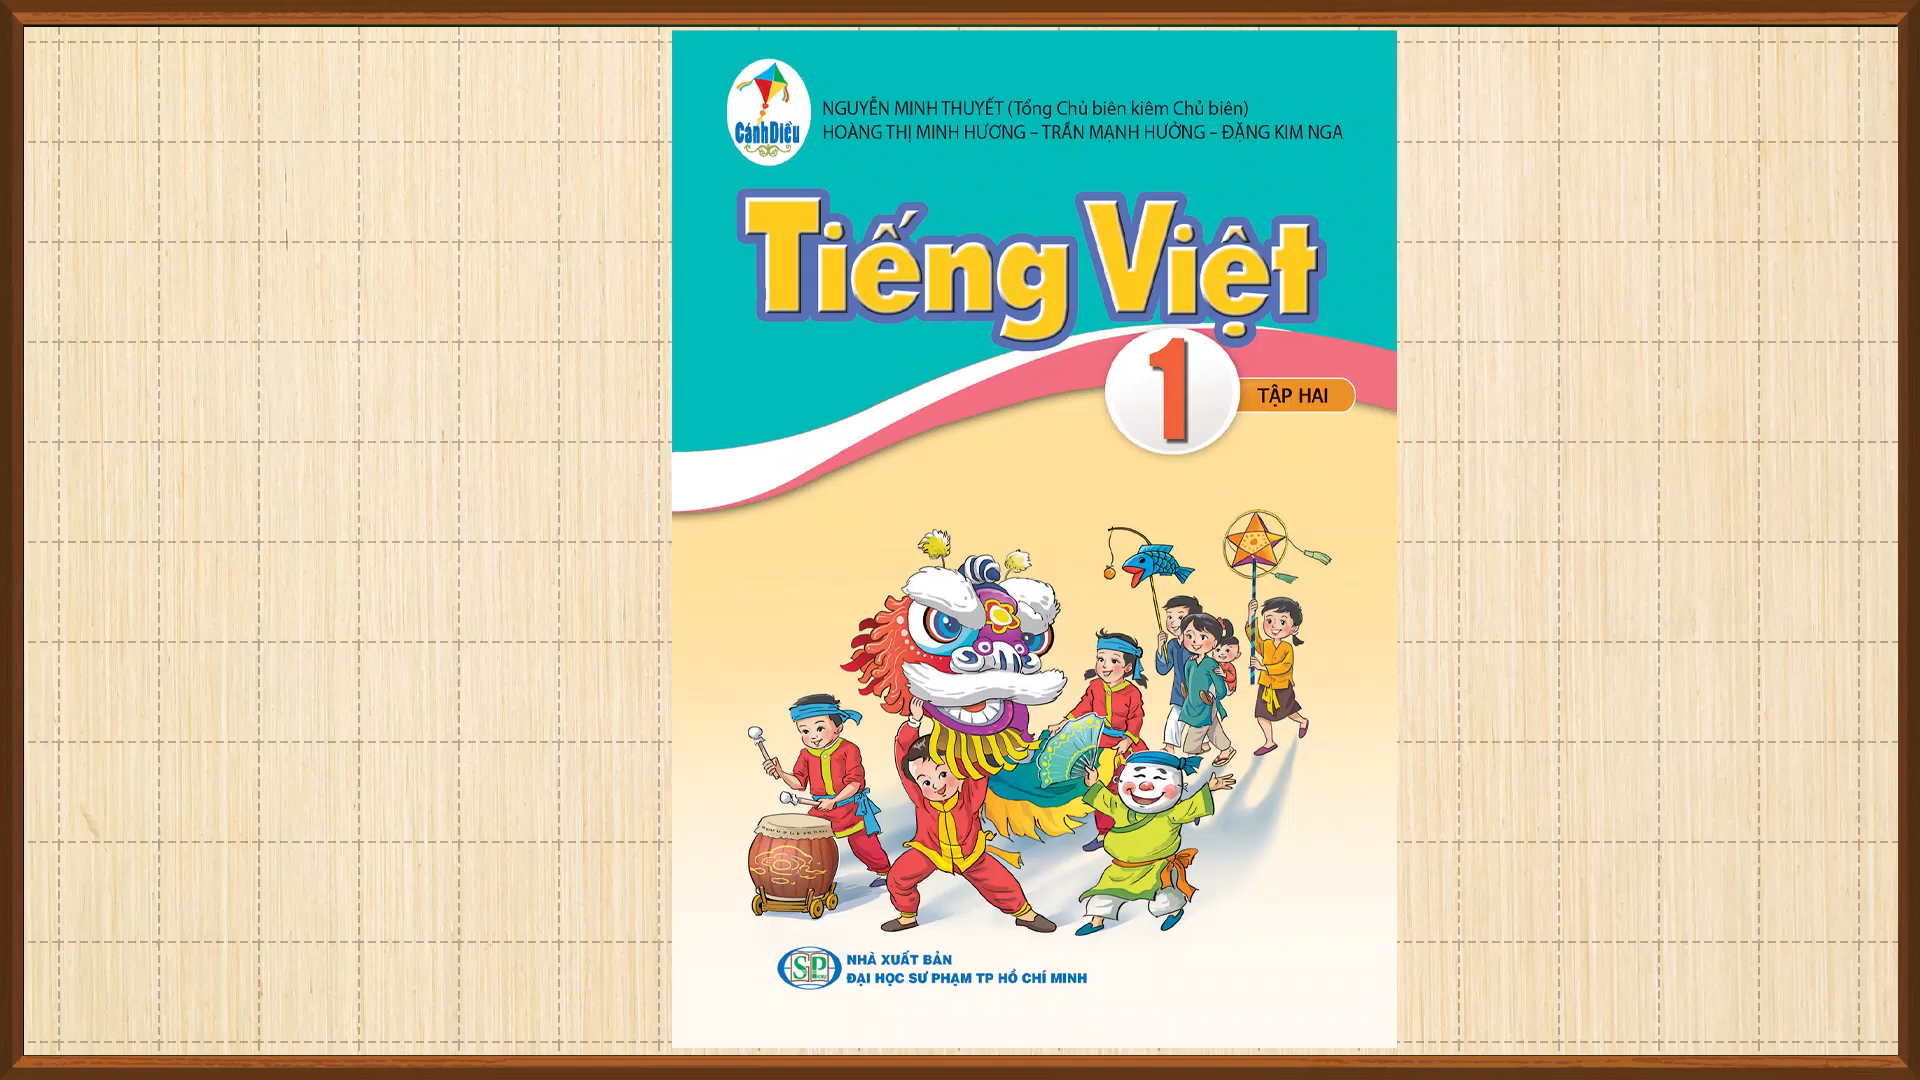 Cánh Diều
NGUYỄN MINH THUYẾT (Tổng Chủ biên kiêm Chủ biên)
HOÀNG THỊ MINH HƯƠNG – TRẦN MẠNH HƯỞNG – ĐẶNG KIM NGA
Tiếng Việt
1
TẬP HAI
SP
NHÀ XUẤT BẢN
ĐẠI HỌC SƯ PHẠM TP HỒ CHÍ MINH